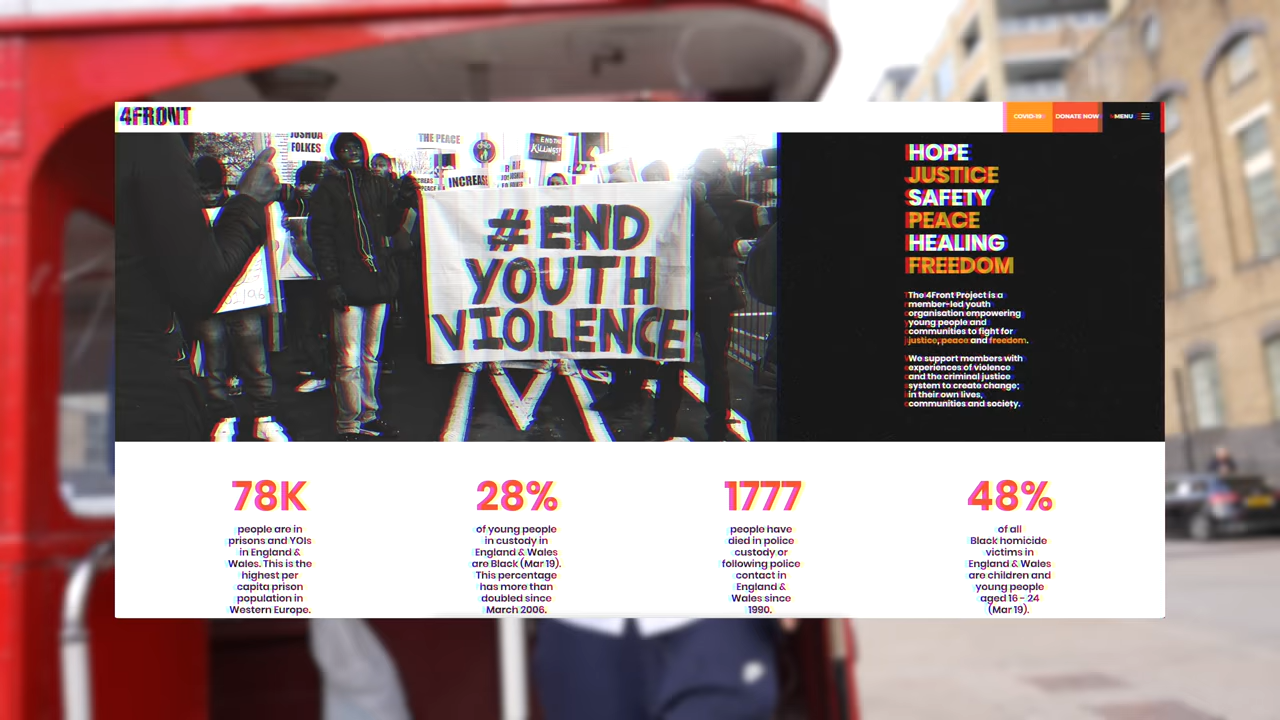 4FRONT
COVID-19
DONATE NOW
MENU
JOSHUA
FOLKES
THE PEACE
END THE
KILLINGS!
INCREASE
#END
YOUTH
VIOLENCE
HOPE
JUSTICE
SAFETY
PEACE
HEALING
FREEDOM
The 4Front Project is a
member-led youth
organisation empowering
young people and
communities to fight for
justice, peace and freedom.
We support members with
experiences of violence
and the criminal justice
system to create change;
in their own lives,
communities and society.
78K
people are in
prisons and YOIs
in England &
Wales. This is the
highest per
capita prison
population in
Western Europe.
28%
of young people
in custody in
England & Wales
are Black (Mar 19).
This percentage
has more than
doubled since
March 2006.
1777
people have
died in police
custody or
following police
contact in
England &
Wales since
1990.
48%
of all
Black homicide
victims in
England & Wales
are children and
young people
aged 16 - 24
(Mar 19).